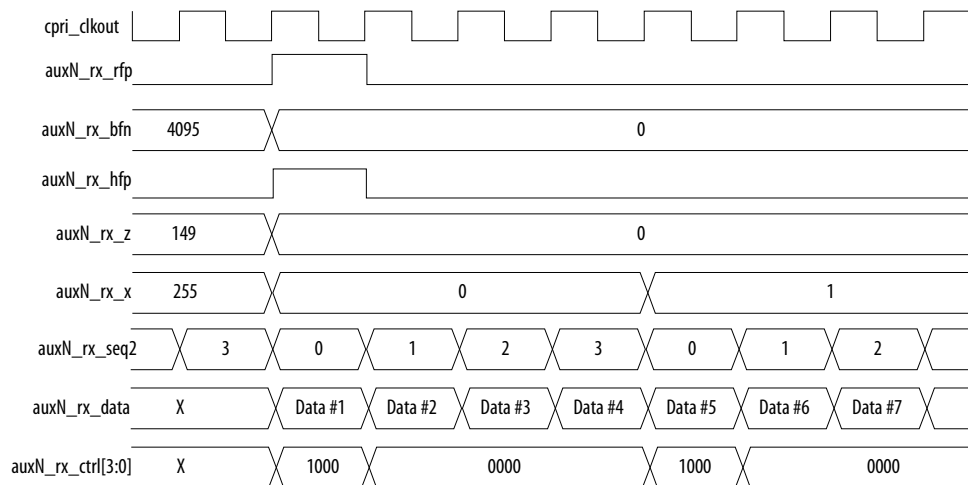 cpri_clkout
auxN_rx_rfp
auxN_rx_bfn 4095 0
auxN_rx_hfp
auxN_rx_z 149 0
auxN_rx_x 255 0 1
auxN_rx_seq 2 3 0 1 2 3 0 1 2
auxN_rx_data X Data #1 Data #2 Data #3 Data #4 Data #5 Data #6 Data #7
auxN_rx_ctrl[3:0] X 1000 0000 1000 0000